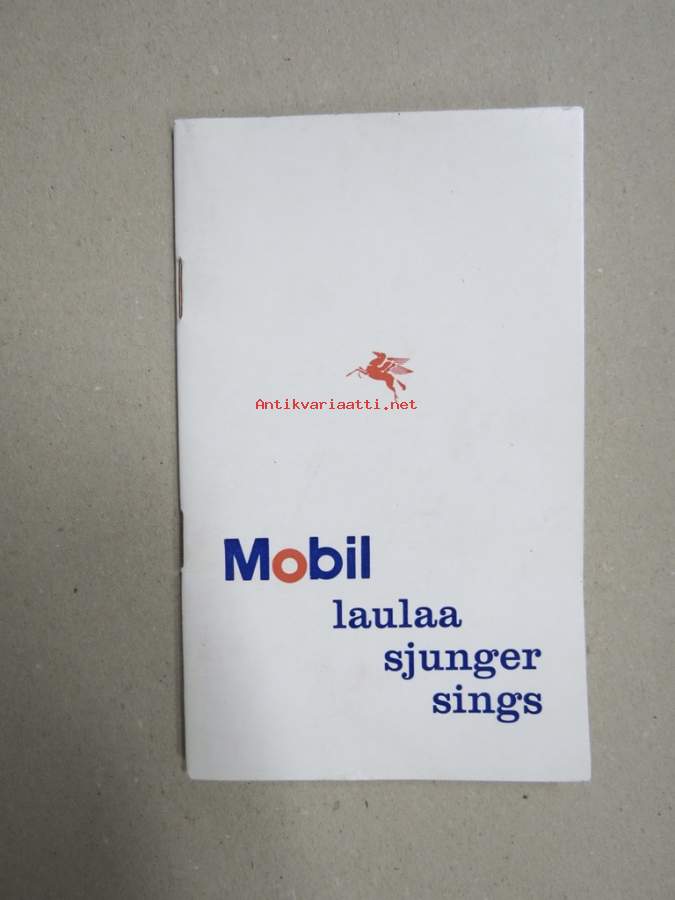 Antikvariaatti.net
Mobil
laulaa
sjunger
sings